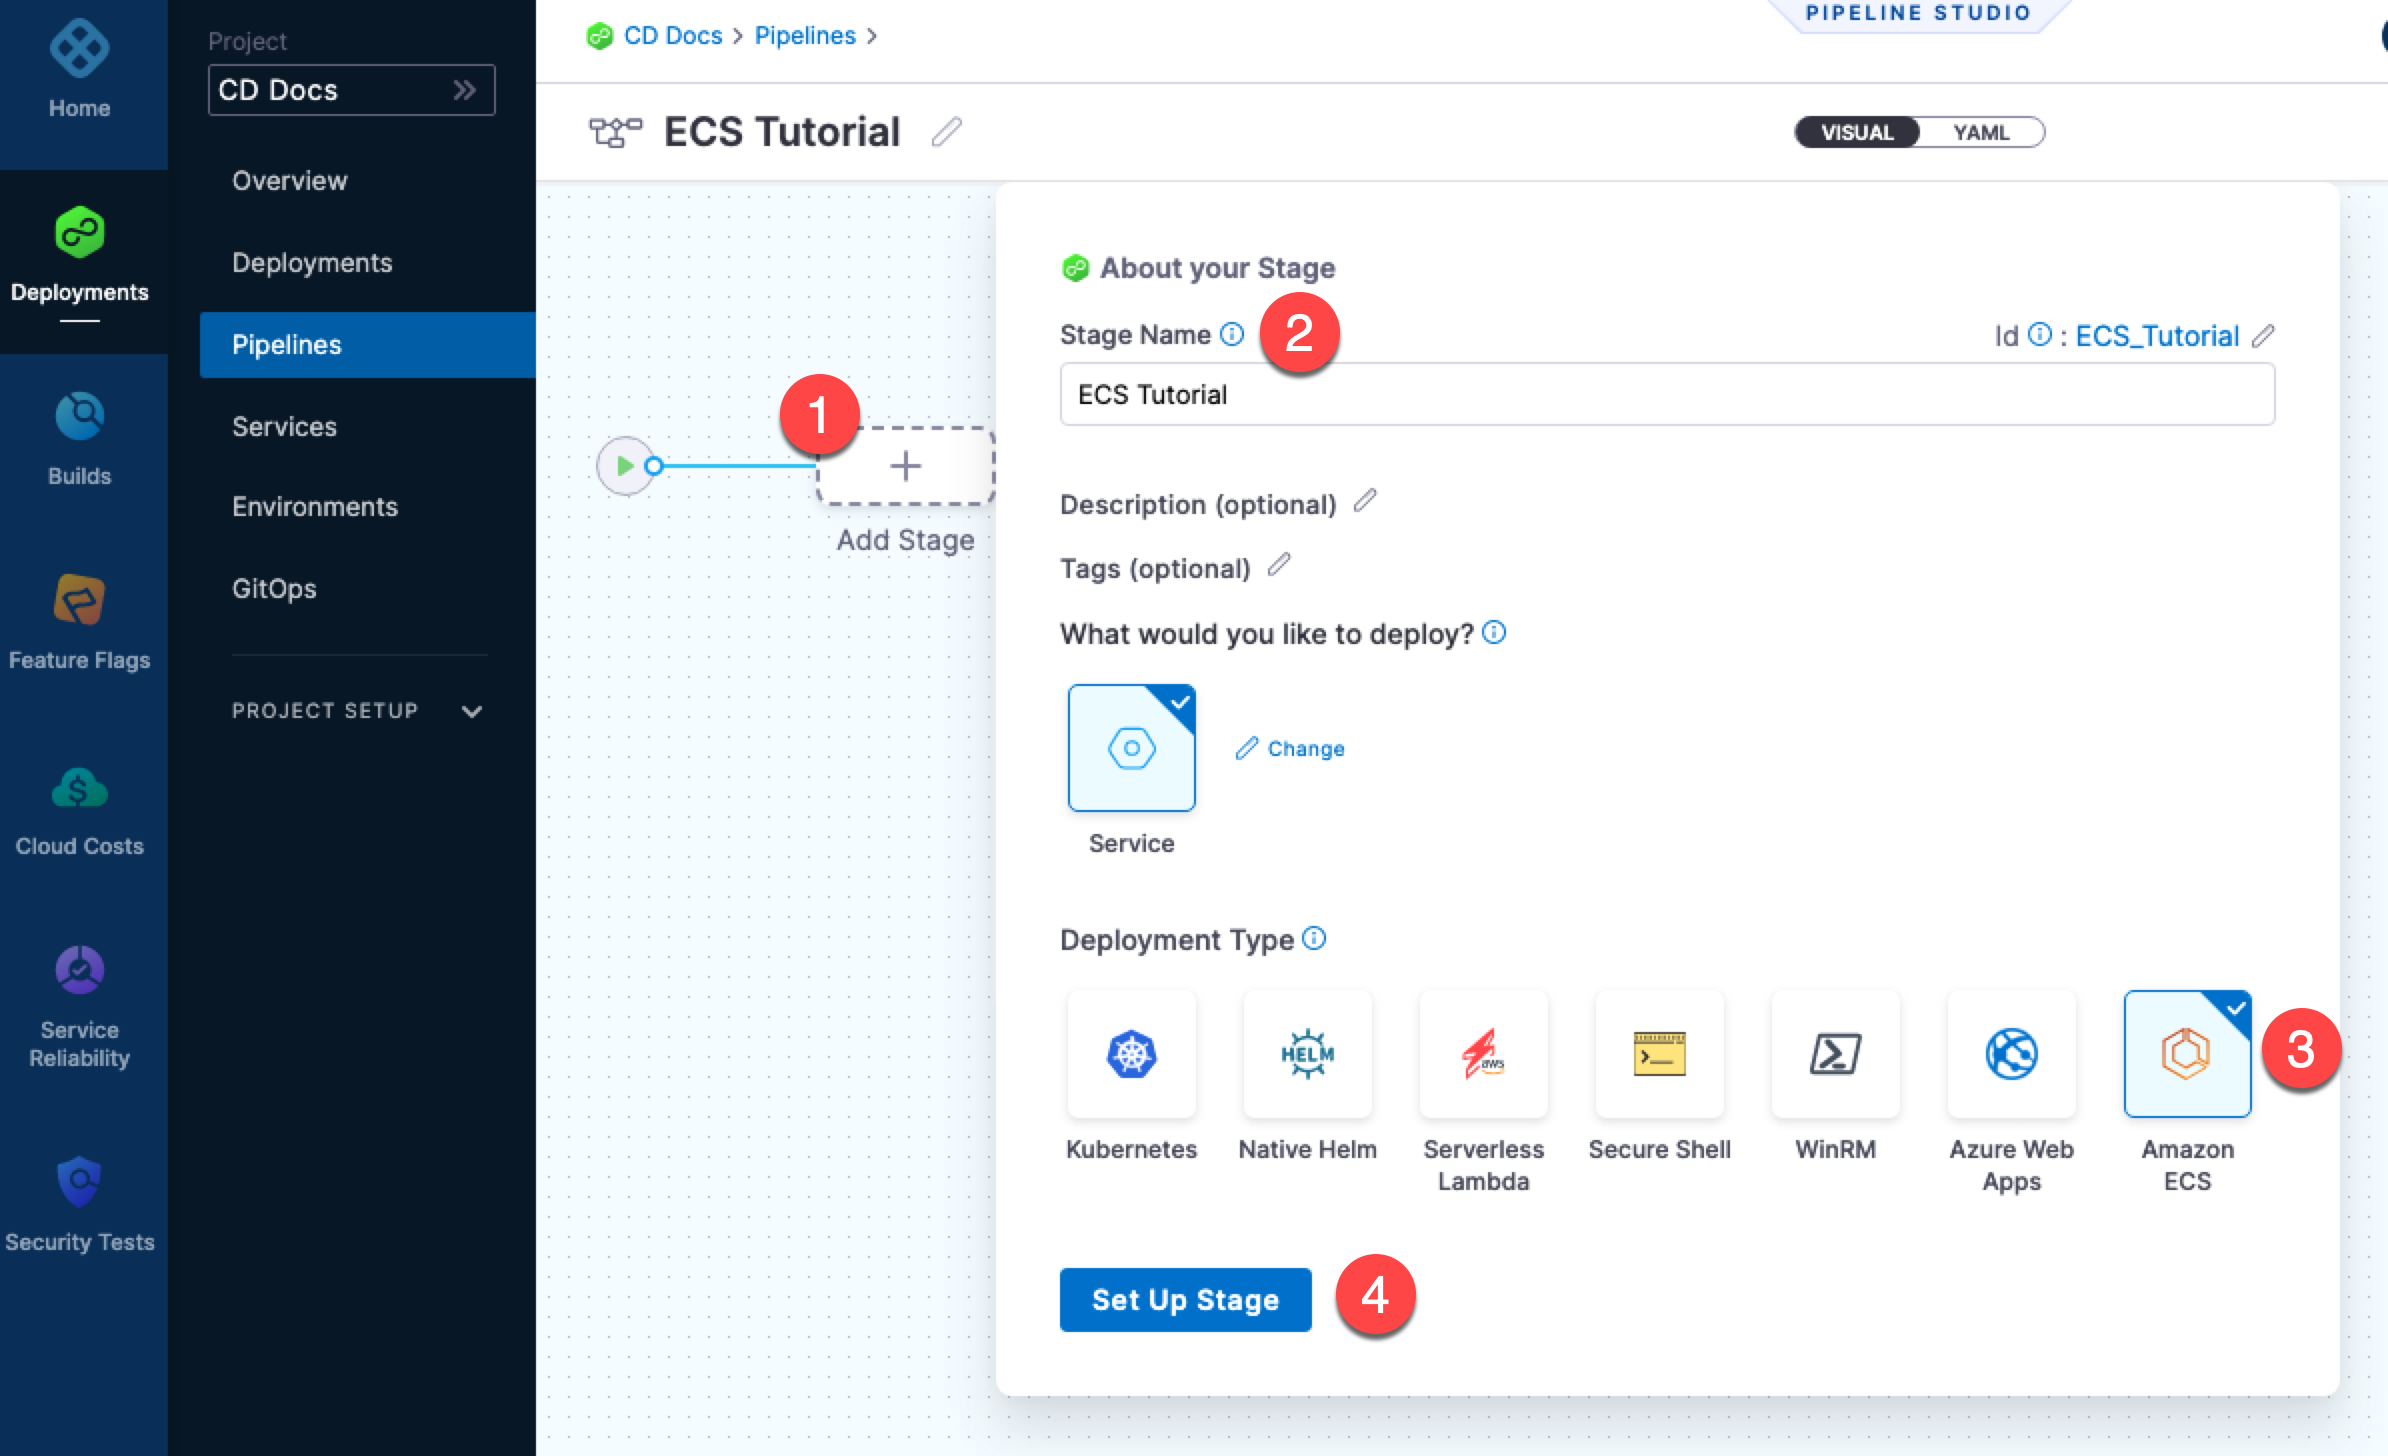 Home
Deployments
Builds
Feature Flags
Cloud Costs
Service
Reliability
Security Tests
Project
CD Docs
Overview
Deployments
Pipelines
Services
Environments
GitOps
PROJECT SETUP
CD Docs > Pipelines >
PIPELINE STUDIO
ECS Tutorial
VISUAL YAML
1
Add Stage
About your Stage
Stage Name 2
Id : ECS_Tutorial
ECS Tutorial
Description (optional)
Tags (optional)
What would you like to deploy?
Change
Service
Deployment Type
HELM
aws
3
Kubernetes
Native Helm
Serverless
Lambda
Secure Shell
WinRM
Azure Web
Apps
Amazon
ECS
Set Up Stage
4